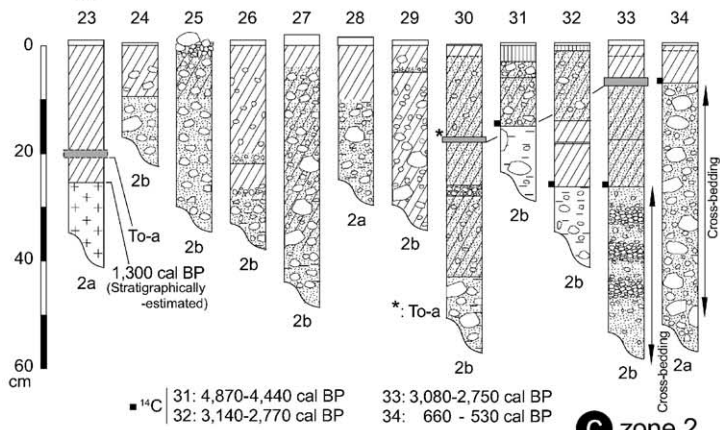 23 24 25 26 27 28 29 30 31 32 33 34
0
20
40
60
cm
2a
2b
2b
2b
2b
2a
2b
2b
2b
2b
2b
2a
To-a
1,300 cal BP
(Stratigraphically
-estimated)
*
*: To-a
Cross-bedding
Cross-bedding
■ 14C
31: 4,870-4,440 cal BP
32: 3,140-2,770 cal BP
33: 3,080-2,750 cal BP
34: 660 - 530 cal BP
C zone 2